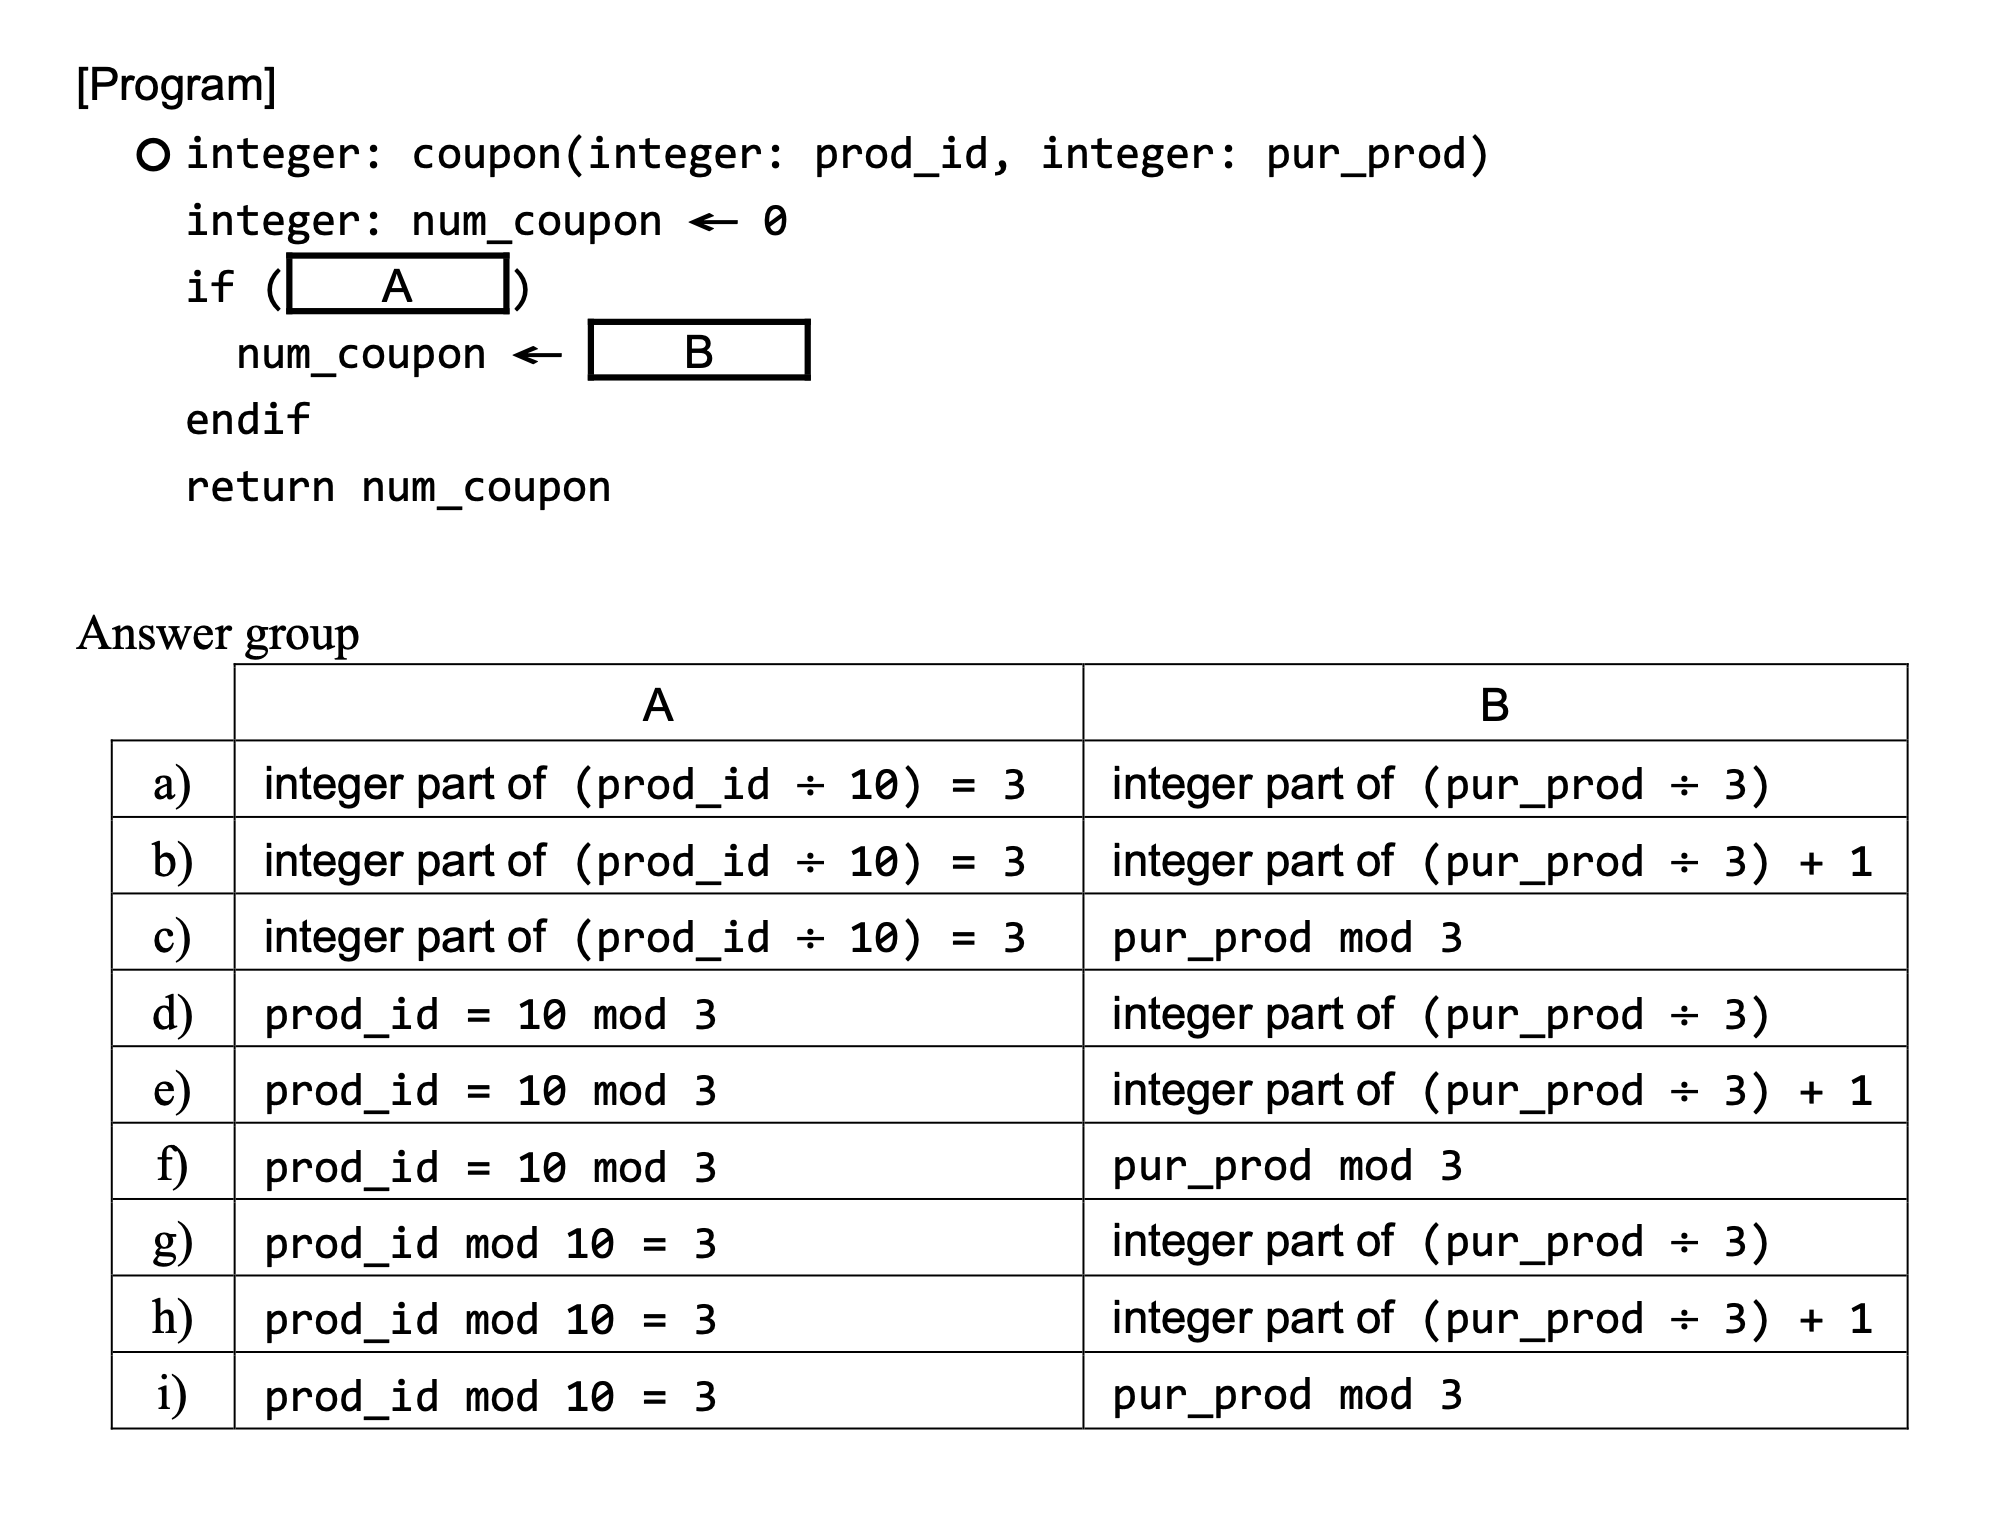 [Program]
○ integer: coupon(integer: prod_id, integer: pur_prod)
integer: num_coupon ← 0
if ( A )
num_coupon ← B
endif
return num_coupon
Answer group
A B
a) integer part of (prod_id ÷ 10) = 3 integer part of (pur_prod ÷ 3)
b) integer part of (prod_id ÷ 10) = 3 integer part of (pur_prod ÷ 3) + 1
c) integer part of (prod_id ÷ 10) = 3 pur_prod mod 3
d) prod_id = 10 mod 3 integer part of (pur_prod ÷ 3)
e) prod_id = 10 mod 3 integer part of (pur_prod ÷ 3) + 1
f) prod_id = 10 mod 3 pur_prod mod 3
g) prod_id mod 10 = 3 integer part of (pur_prod ÷ 3)
h) prod_id mod 10 = 3 integer part of (pur_prod ÷ 3) + 1
i) prod_id mod 10 = 3 pur_prod mod 3